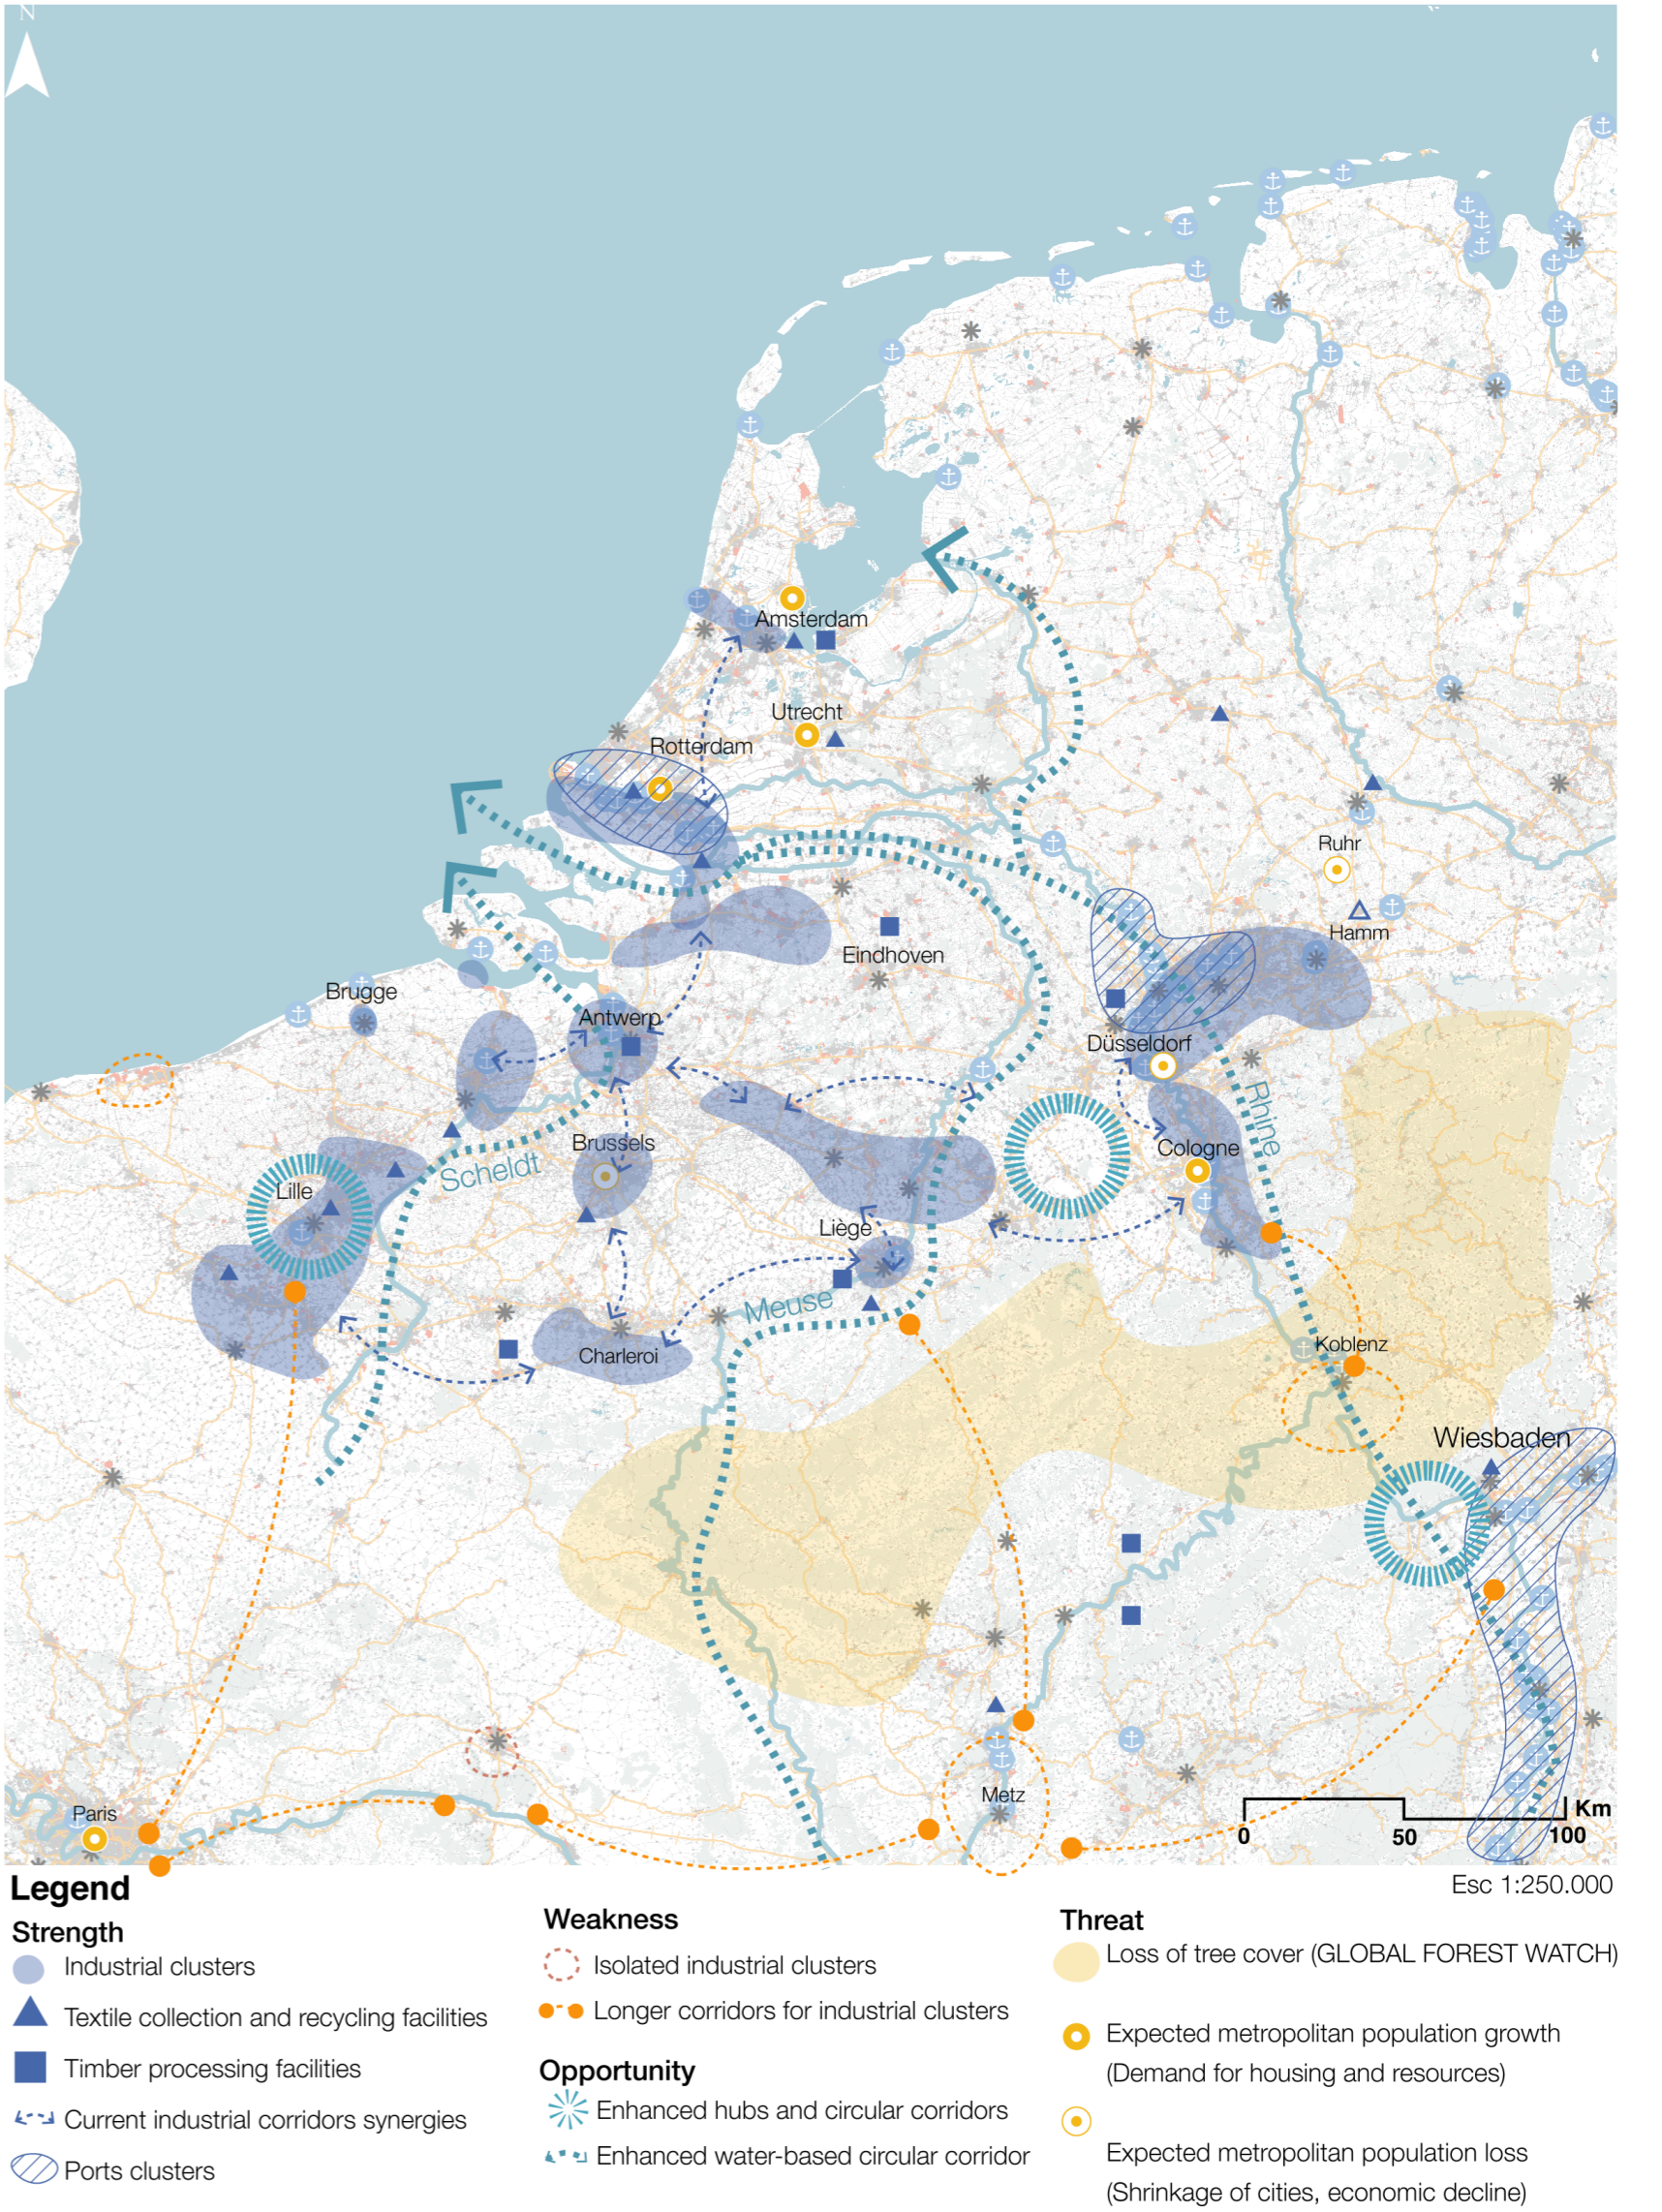 N
Amsterdam
Utrecht
Rotterdam
Ruhr
Hamm
Eindhoven
Brugge
Antwerp
Düsseldorf
Rhine
Brussels
Cologne
Scheldt
Lille
Liège
Meuse
Koblenz
Charleroi
Wiesbaden
Metz
Paris
Km
0
50
100
Esc 1:250.000
Legend
Strength
Industrial clusters
Textile collection and recycling facilities
Timber processing facilities
Current industrial corridors synergies
Ports clusters
Weakness
Isolated industrial clusters
Longer corridors for industrial clusters
Opportunity
Enhanced hubs and circular corridors
Enhanced water-based circular corridor
Threat
Loss of tree cover (GLOBAL FOREST WATCH)
Expected metropolitan population growth
(Demand for housing and resources)
Expected metropolitan population loss
(Shrinkage of cities, economic decline)